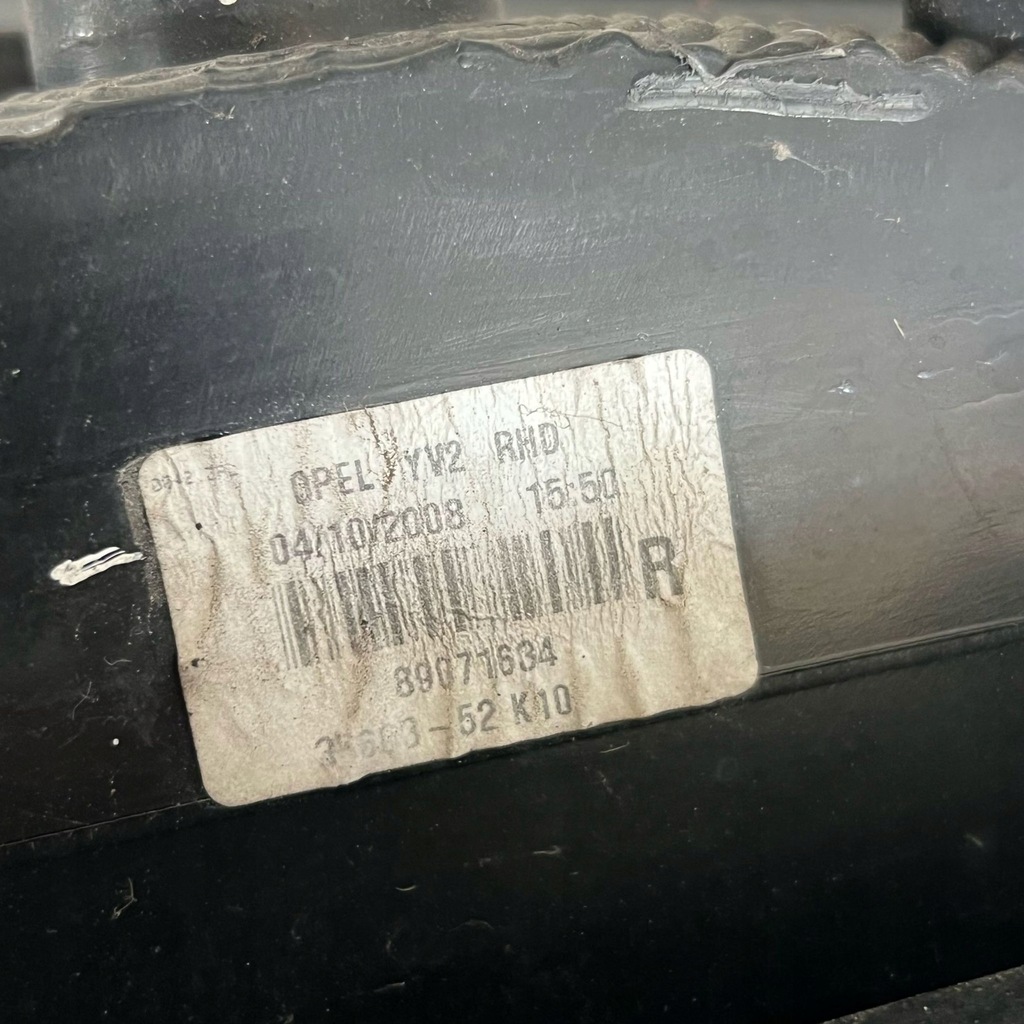 OPEL YV2 RHD
04/10/2008 15:50
R
89071634
-52 K10